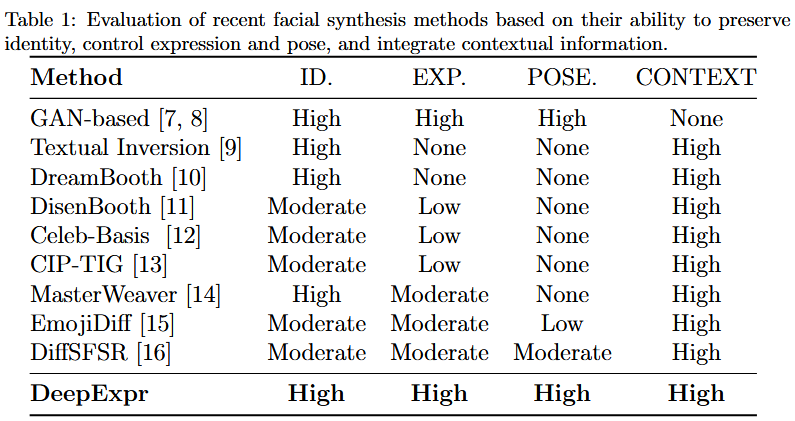 Table 1: Evaluation of recent facial synthesis methods based on their ability to preserve
identity, control expression and pose, and integrate contextual information.
Method ID. EXP. POSE. CONTEXT
GAN-based [7, 8] High High High None
Textual Inversion [9] High None None High
DreamBooth [10] High None None High
DisenBooth [11] Moderate Low None High
Celeb-Basis [12] Moderate Low None High
CIP-TIG [13] Moderate Low None High
MasterWeaver [14] High Moderate None High
EmojiDiff [15] Moderate Moderate Low High
DiffSFSR [16] Moderate Moderate Moderate High
DeepExpr High High High High